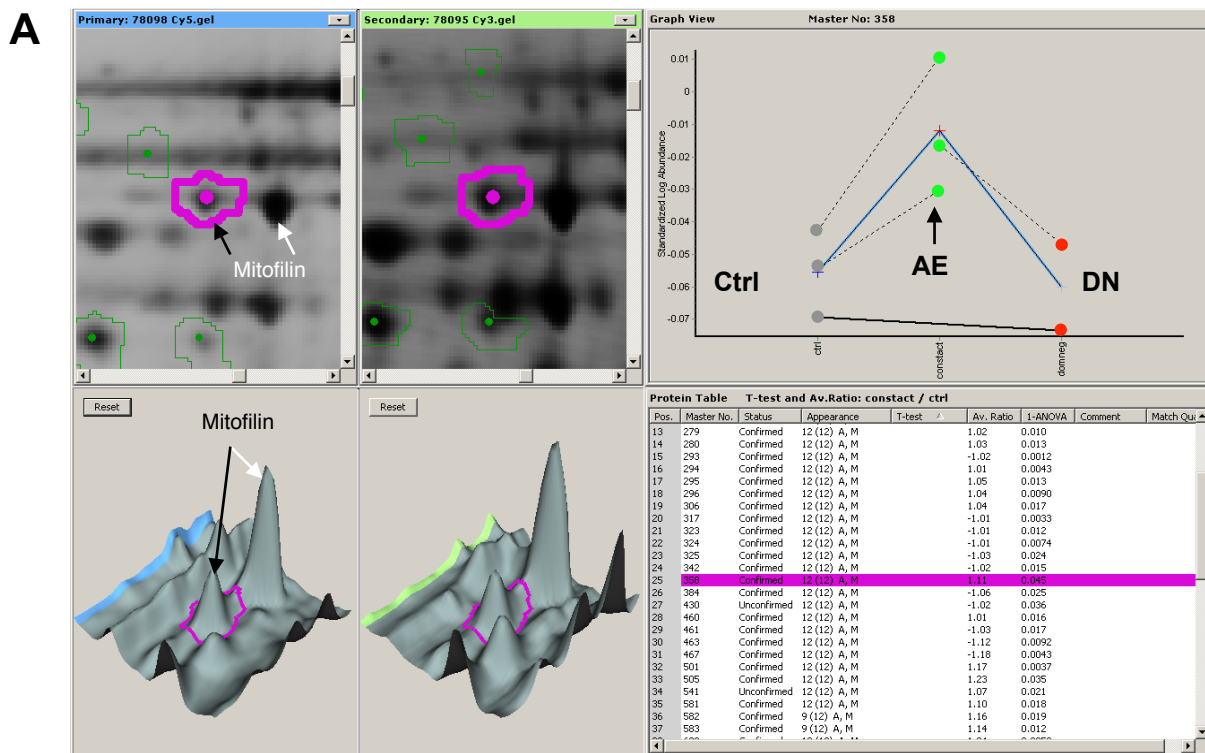 A
Primary: 78098 Cy5.gel
Mitofilin
Secondary: 78095 Cy3.gel
Graph View Master No: 358
Standardized Log Abundance
0.01
0
-0.01
-0.02
-0.03
-0.04
-0.05
-0.06
-0.07
Ctrl
AE
DN
ctrl
constact
domneg
Reset
Mitofilin
Reset
Protein Table T-test and Av.Ratio: constact / ctrl
Pos. Master No. Status Appearance T-test Av. Ratio 1-ANOVA Comment Match Qua
13 279 Confirmed 12 (12) A, M 1.02 0.010
14 280 Confirmed 12 (12) A, M 1.03 0.013
15 293 Confirmed 12 (12) A, M -1.02 0.0012
16 294 Confirmed 12 (12) A, M 1.01 0.0043
17 295 Confirmed 12 (12) A, M 1.05 0.013
18 296 Confirmed 12 (12) A, M 1.04 0.0090
19 306 Confirmed 12 (12) A, M 1.04 0.017
20 317 Confirmed 12 (12) A, M -1.01 0.0033
21 323 Confirmed 12 (12) A, M -1.01 0.012
22 324 Confirmed 12 (12) A, M -1.01 0.0074
23 325 Confirmed 12 (12) A, M -1.03 0.024
24 342 Confirmed 12 (12) A, M -1.02 0.015
25 358 Confirmed 12 (12) A, M 1.11 0.045
26 384 Confirmed 12 (12) A, M -1.06 0.025
27 430 Unconfirmed 12 (12) A, M -1.02 0.036
28 460 Confirmed 12 (12) A, M 1.01 0.016
29 461 Confirmed 12 (12) A, M -1.03 0.017
30 463 Confirmed 12 (12) A, M -1.12 0.0092
31 467 Confirmed 12 (12) A, M -1.18 0.0043
32 501 Confirmed 12 (12) A, M 1.17 0.0037
33 505 Confirmed 12 (12) A, M 1.23 0.035
34 541 Unconfirmed 12 (12) A, M 1.07 0.021
35 581 Confirmed 12 (12) A, M 1.10 0.018
36 582 Confirmed 9 (12) A, M 1.16 0.019
37 583 Confirmed 9 (12) A, M 1.14 0.012